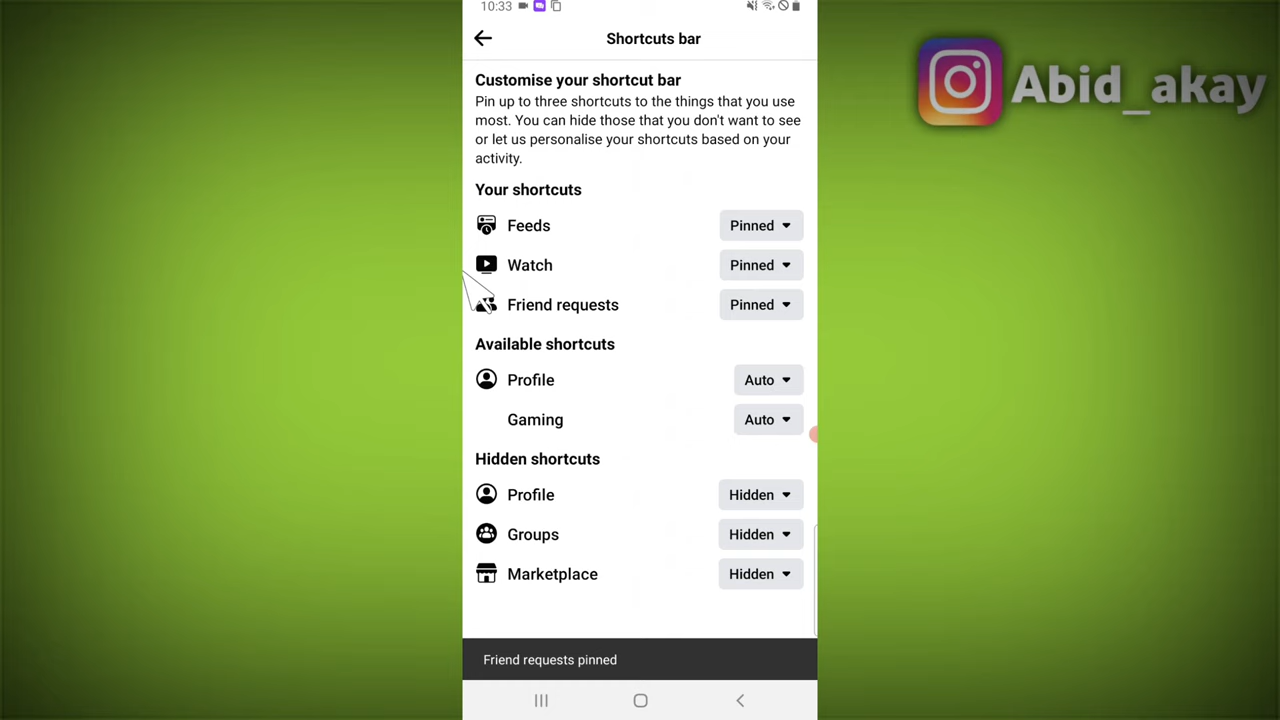 10:33
Shortcuts bar
Abid_akay
Customise your shortcut bar
Pin up to three shortcuts to the things that you use
most. You can hide those that you don't want to see
or let us personalise your shortcuts based on your
activity.
Your shortcuts
Feeds Pinned
Watch Pinned
Friend requests Pinned
Available shortcuts
Profile Auto
Gaming Auto
Hidden shortcuts
Profile Hidden
Groups Hidden
Marketplace Hidden
Friend requests pinned